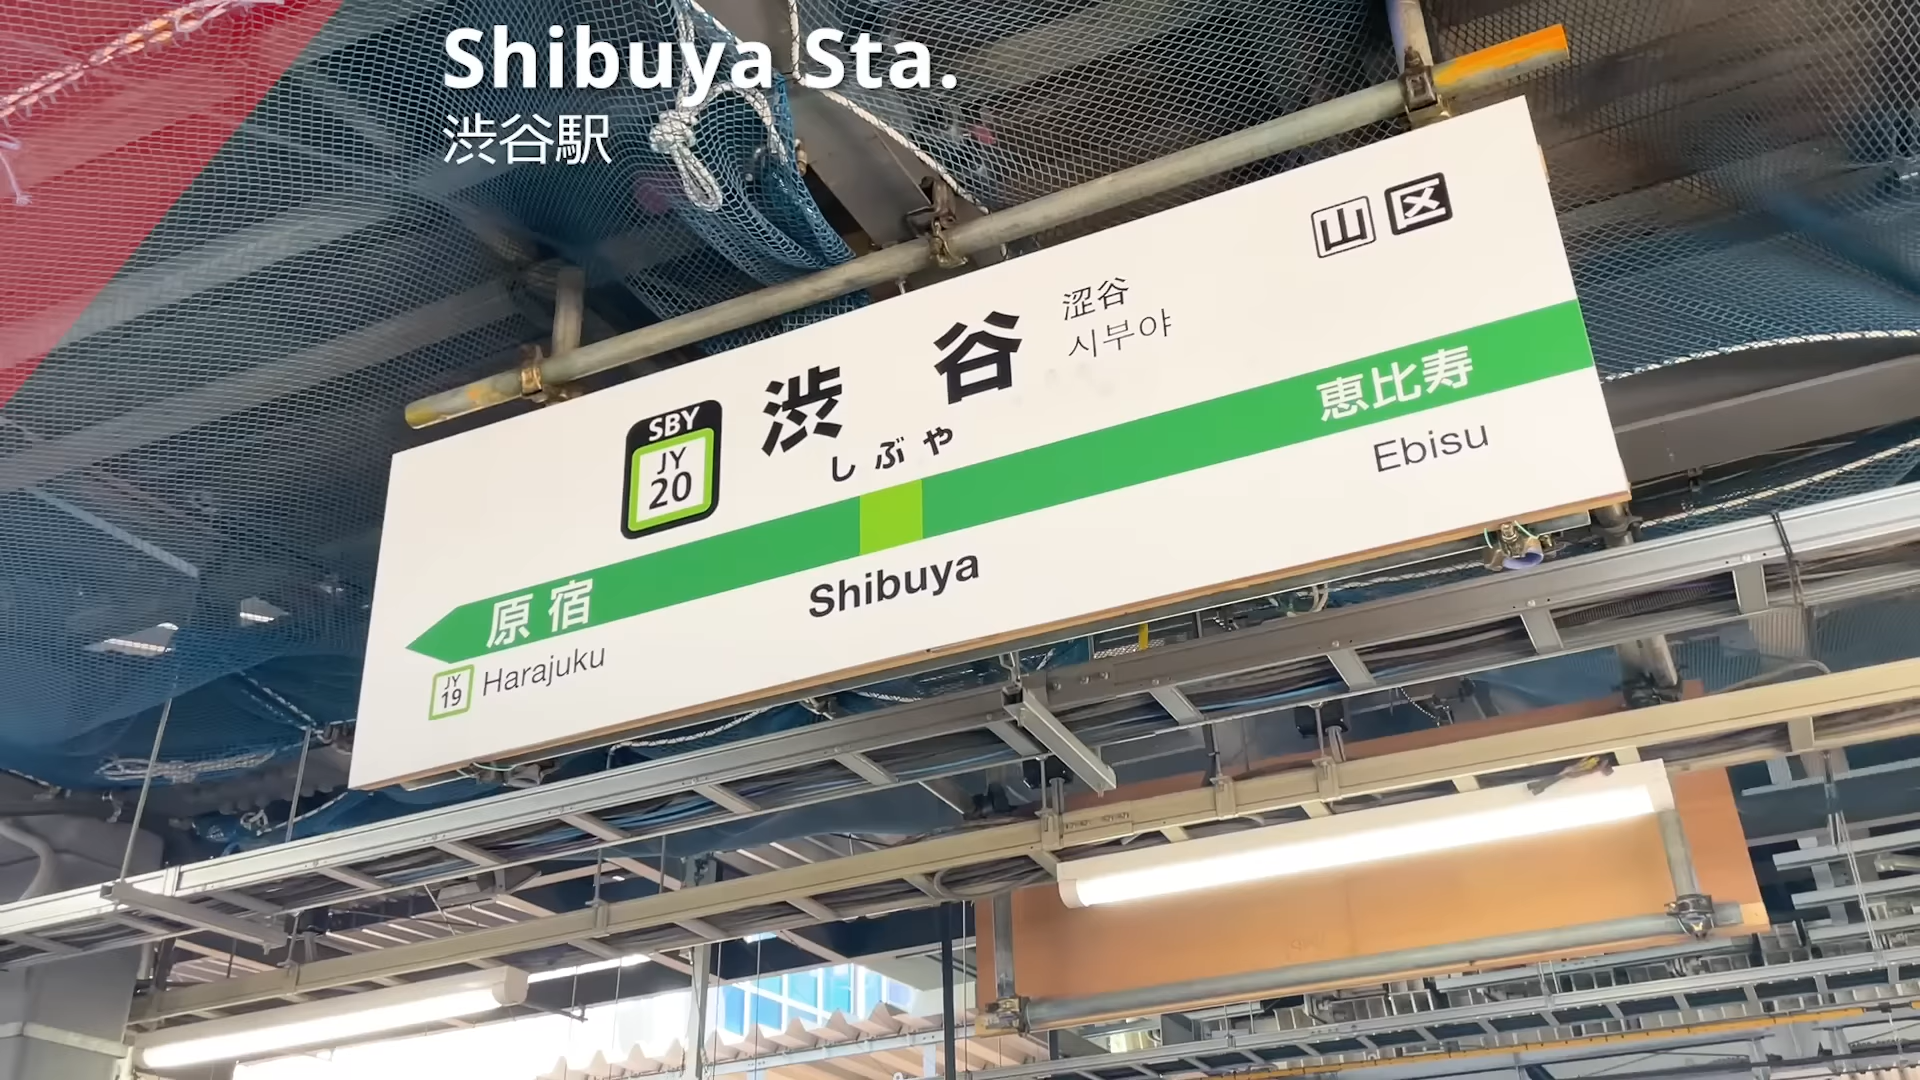 Shibuya Sta.
渋谷駅
山 区
SBY
JY
20
渋谷
しぶや
涩谷
시부야
原宿
恵比寿
JY
19
Harajuku
Shibuya
Ebisu